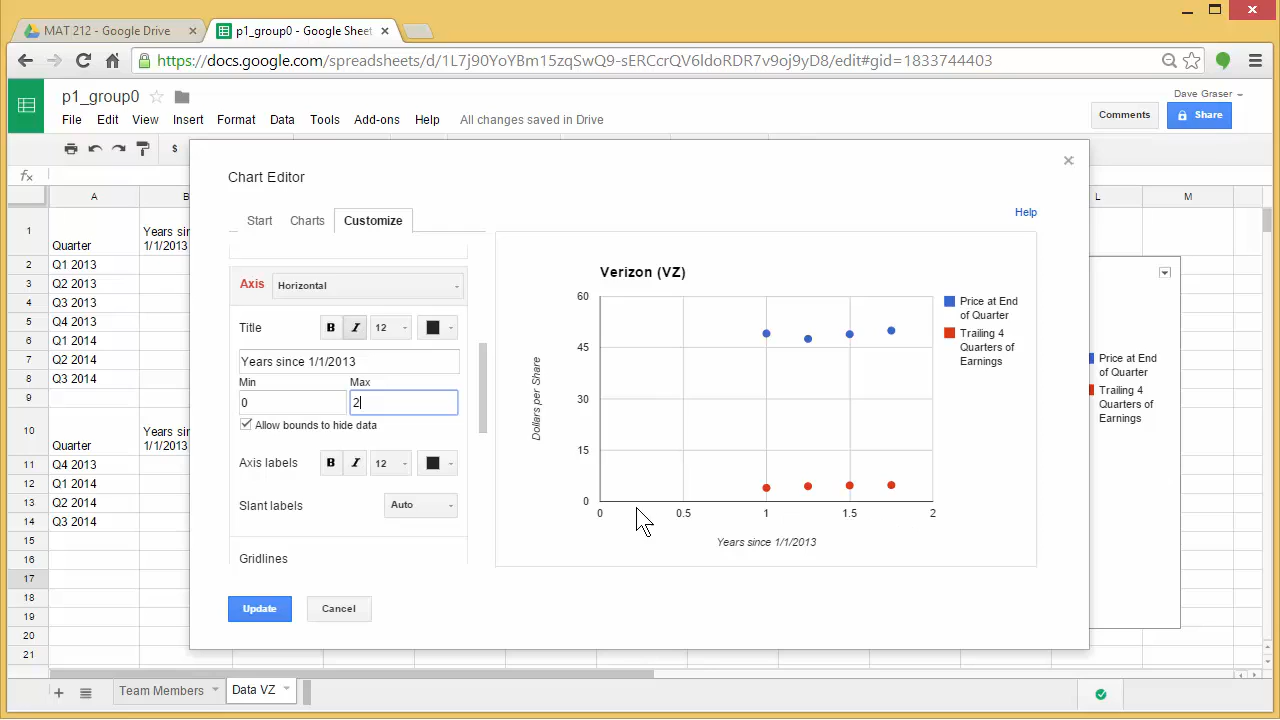 MAT 212 - Google Drive
p1_group0 - Google Sheet
https://docs.google.com/spreadsheets/d/1L7j90YoYBm15zqSwQ9-sERCcrQV6ldoRDR7v9oj9yD8/edit#gid=1833744403
p1_group0
Dave Graser
File Edit View Insert Format Data Tools Add-ons Help All changes saved in Drive
Comments
Share
$
fx
A B L M
1 Quarter
Years sin
1/1/2013
2 Q1 2013
3 Q2 2013
4 Q3 2013
5 Q4 2013
6 Q1 2014
7 Q2 2014
8 Q3 2014
9
10 Quarter
Years sin
1/1/2013
11 Q4 2013
12 Q1 2014
13 Q2 2014
14 Q3 2014
15
16
17
18
19
20
21
Chart Editor
Start Charts Customize
Help
Axis Horizontal
Title B I 12
Years since 1/1/2013
Min Max
0 2
Allow bounds to hide data
Axis labels B I 12
Slant labels Auto
Gridlines
Update Cancel
Verizon (VZ)
60
45
30
15
0
Dollars per Share
0 0.5 1 1.5 2
Years since 1/1/2013
Price at End
of Quarter
Trailing 4
Quarters of
Earnings
Price at End
of Quarter
Trailing 4
Quarters of
Earnings
Team Members
Data VZ